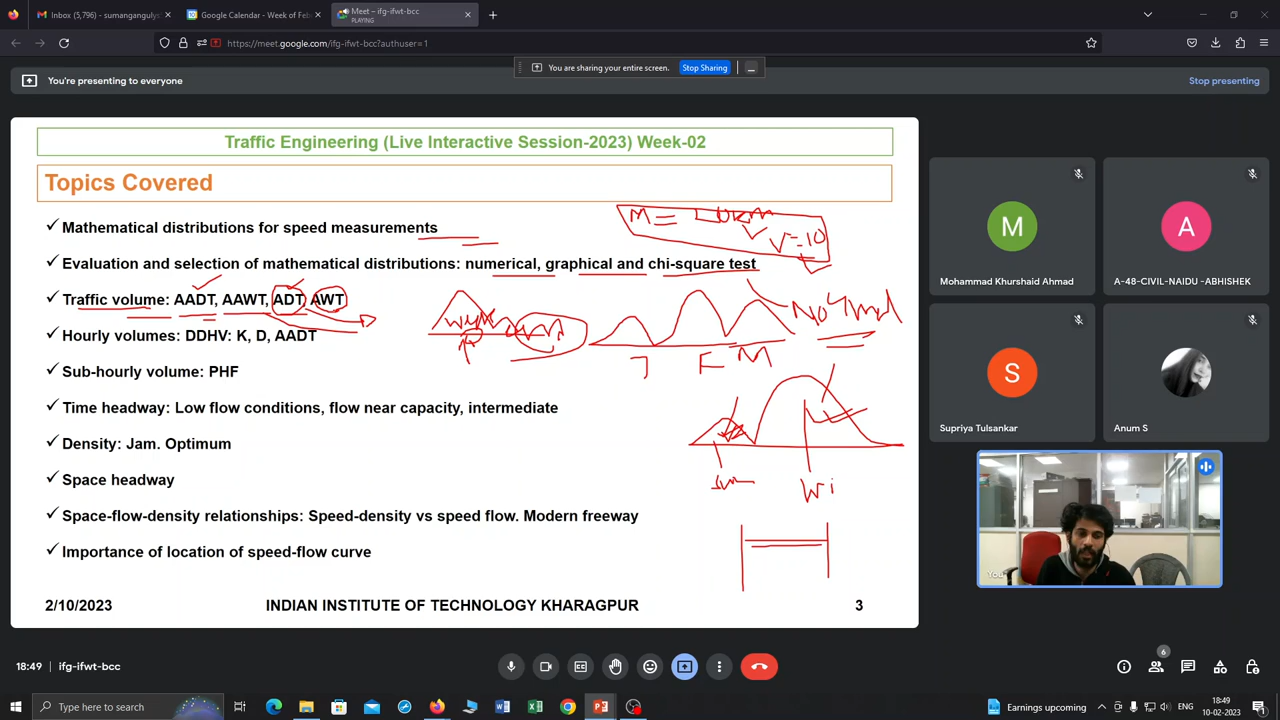 Inbox (5,796) - sumangangulys
Google Calendar - Week of Feb
Meet – ifg-ifwt-bcc
PLAYING
https://meet.google.com/ifg-ifwt-bcc?authuser=1
You are sharing your entire screen.
Stop Sharing
You're presenting to everyone
Stop presenting
Traffic Engineering (Live Interactive Session-2023) Week-02
Topics Covered
Mathematical distributions for speed measurements
M =
V=10
Evaluation and selection of mathematical distributions: numerical, graphical and chi-square test
Traffic volume: AADT, AAWT, ADT, AWT
Normal
Hourly volumes: DDHV: K, D, AADT
J F M
Sub-hourly volume: PHF
Time headway: Low flow conditions, flow near capacity, intermediate
Density: Jam. Optimum
Space headway
Wi
Space-flow-density relationships: Speed-density vs speed flow. Modern freeway
Importance of location of speed-flow curve
2/10/2023
INDIAN INSTITUTE OF TECHNOLOGY KHARAGPUR
3
M
Mohammad Khurshaid Ahmad
A
A-48-CIVIL-NAIDU -ABHISHEK
S
Supriya Tulsankar
Anum S
You
18:49
ifg-ifwt-bcc
6
Type here to search
Earnings upcoming
ENG
18:49
10-02-2023
1